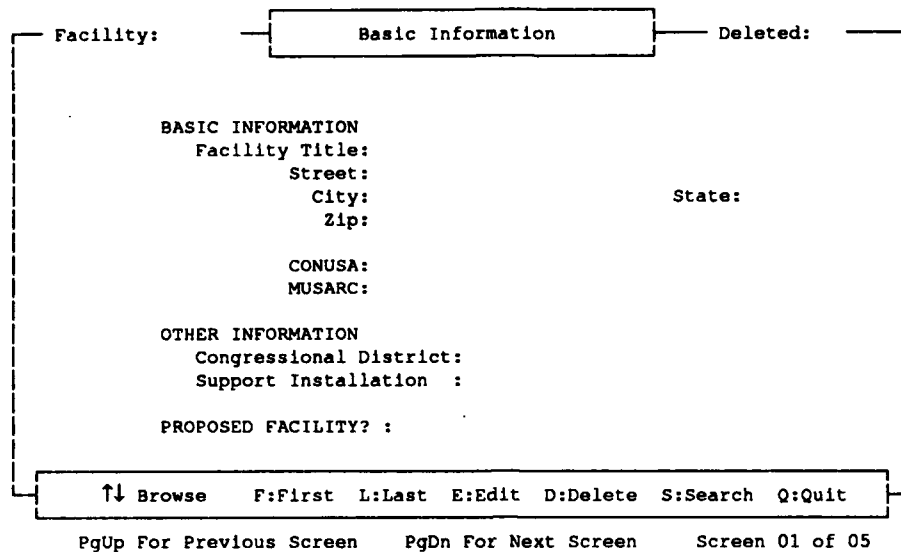 Facility: Basic Information Deleted:
BASIC INFORMATION
Facility Title:
Street:
City: State:
Zip:
CONUSA:
MUSARC:
OTHER INFORMATION
Congressional District:
Support Installation :
PROPOSED FACILITY? :
↑↓ Browse F:First L:Last E:Edit D:Delete S:Search Q:Quit
PgUp For Previous Screen PgDn For Next Screen Screen 01 of 05